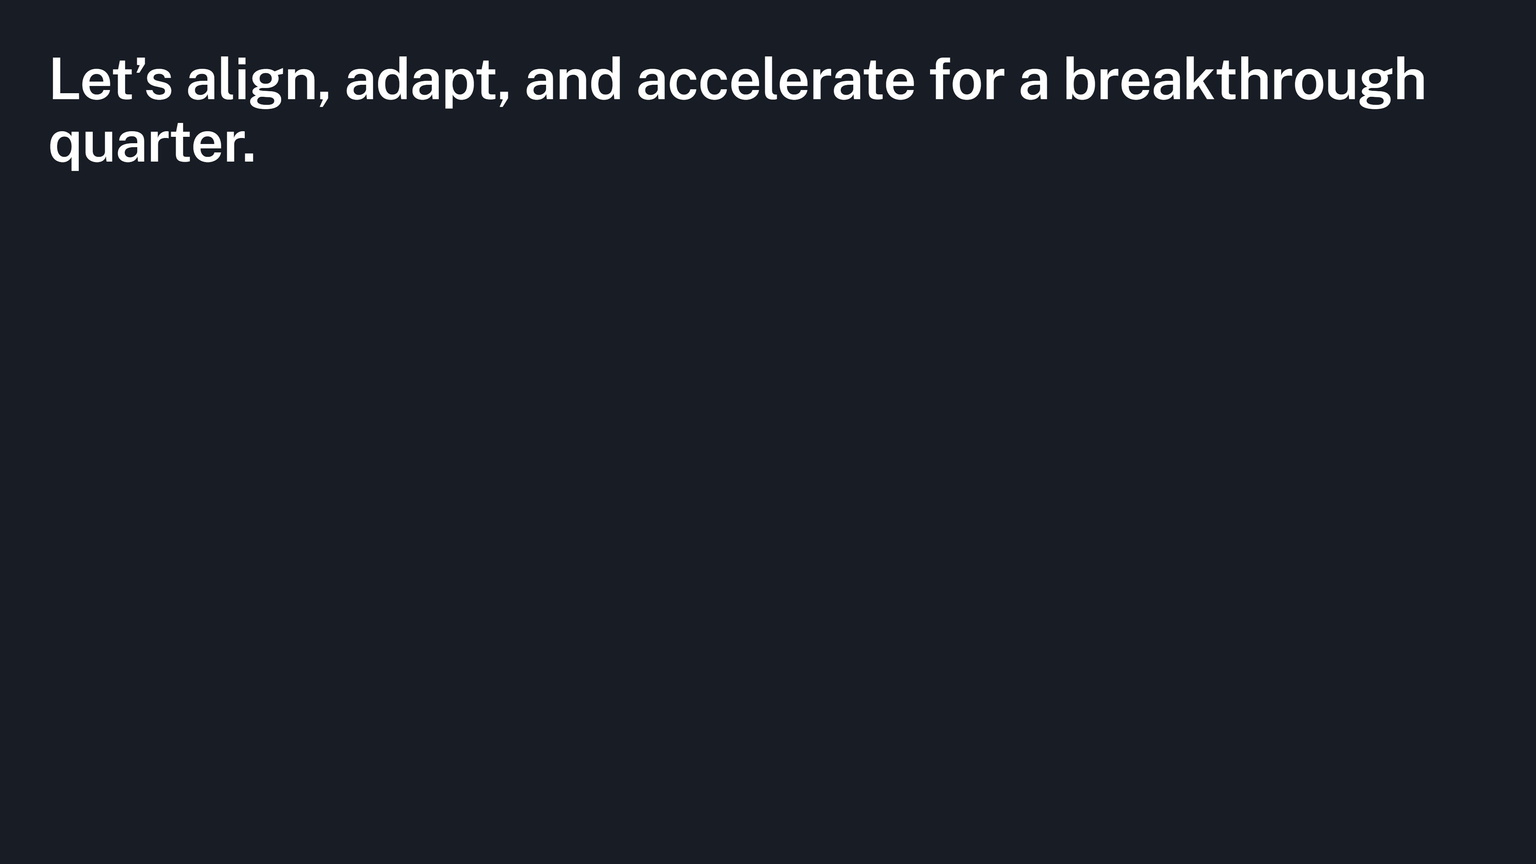 Let’s align, adapt, and accelerate for a breakthrough
quarter.